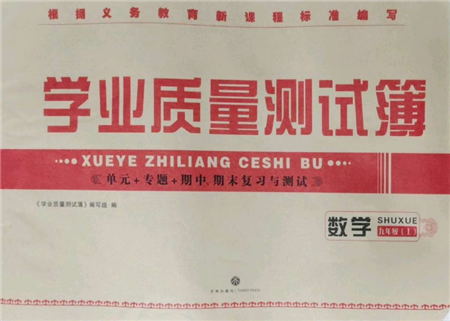 根据义务教育新课程标准编写
学业质量测试簿
XUEYE ZHILIANG CESHI BU
单元+专题+期中、期末复习与测试
《学业质量测试簿》编写组 编
数学 SHUXUE
九年级(上)